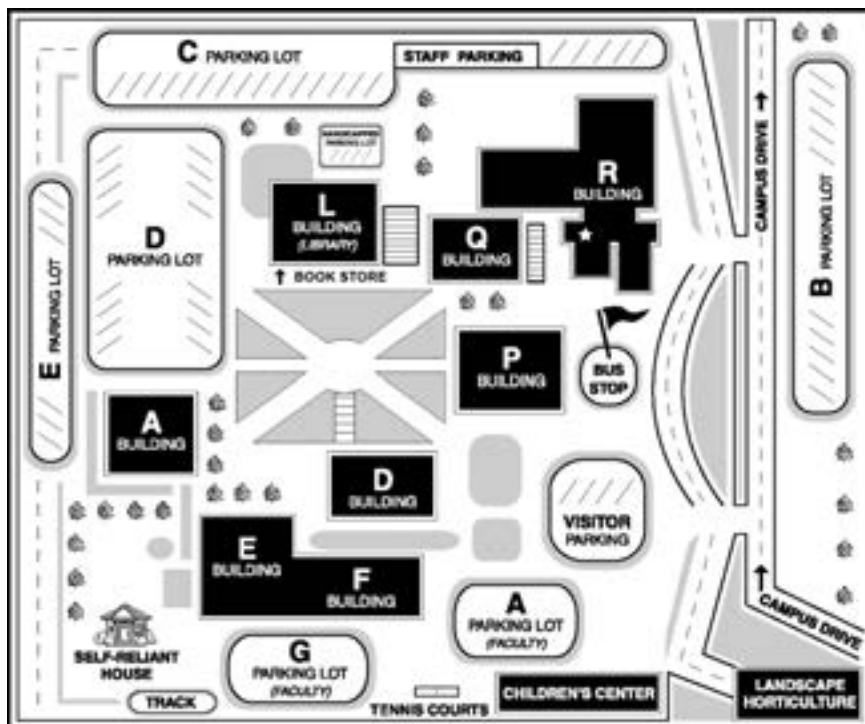 C PARKING LOT
STAFF PARKING
HANDICAPPED
PARKING LOT
R
BUILDING
CAMPUS DRIVE
B PARKING LOT
D
PARKING LOT
L
BUILDING
(LIBRARY)
Q
BUILDING
BOOK STORE
E PARKING LOT
P
BUILDING
BUS
STOP
A
BUILDING
D
BUILDING
VISITOR
PARKING
E
BUILDING
F
BUILDING
A
PARKING LOT
(FACULTY)
CAMPUS DRIVE
SELF-RELIANT
HOUSE
G
PARKING LOT
(FACULTY)
TRACK
TENNIS COURTS
CHILDREN'S CENTER
LANDSCAPE
HORTICULTURE